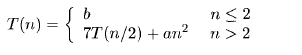 T(n) = { b n ≤ 2
7T(n/2) + an² n > 2